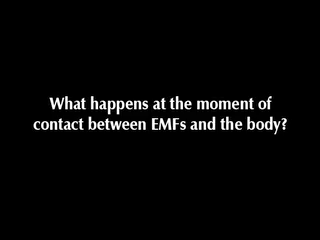 What happens at the moment of
contact between EMFs and the body?